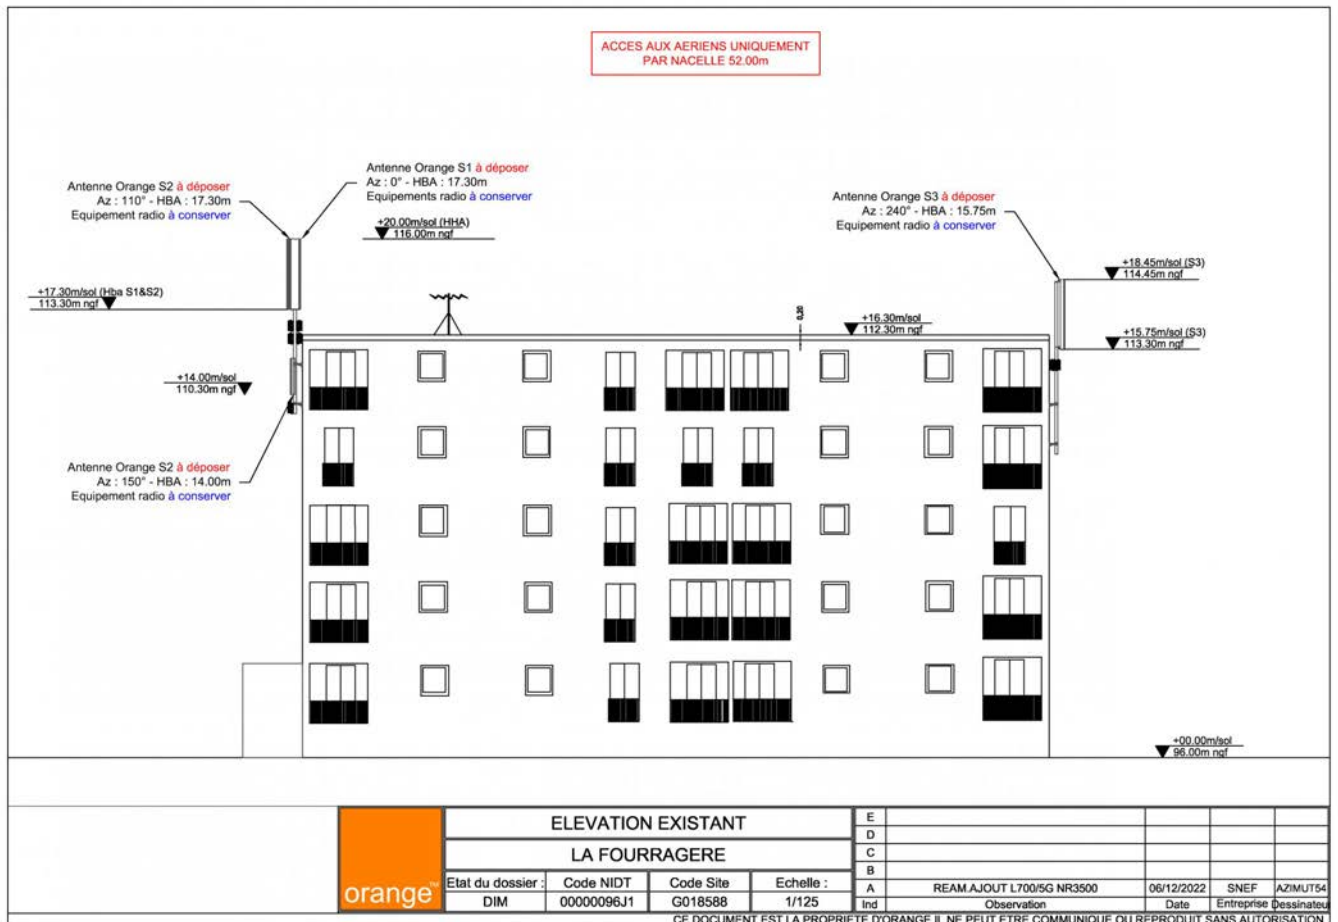 ACCES AUX AERIENS UNIQUEMENT
PAR NACELLE 52.00m
Antenne Orange S1 à déposer
Az : 0° - HBA : 17.30m
Equipements radio à conserver
Antenne Orange S2 à déposer
Az : 110° - HBA : 17.30m
Equipement radio à conserver
Antenne Orange S3 à déposer
Az : 240° - HBA : 15.75m
Equipement radio à conserver
+20.00m/sol (HHA)
116.00m ngf
+18.45m/sol (S3)
114.45m ngf
+17.30m/sol (Hba S1&S2)
113.30m ngf
0,20
+16.30m/sol
112.30m ngf
+15.75m/sol (S3)
113.30m ngf
+14.00m/sol
110.30m ngf
Antenne Orange S2 à déposer
Az : 150° - HBA : 14.00m
Equipement radio à conserver
+00.00m/sol
96.00m ngf
orange™
ELEVATION EXISTANT
LA FOURRAGERE
Etat du dossier : Code NIDT Code Site Echelle :
DIM 00000096J1 G018588 1/125
E
D
C
B
A REAM.AJOUT L700/5G NR3500 06/12/2022 SNEF AZIMUT54
Ind Observation Date Entreprise Dessinateu
CE DOCUMENT EST LA PROPRIETE D'ORANGE IL NE PEUT ETRE COMMUNIQUE OU REPRODUIT SANS AUTORISATION